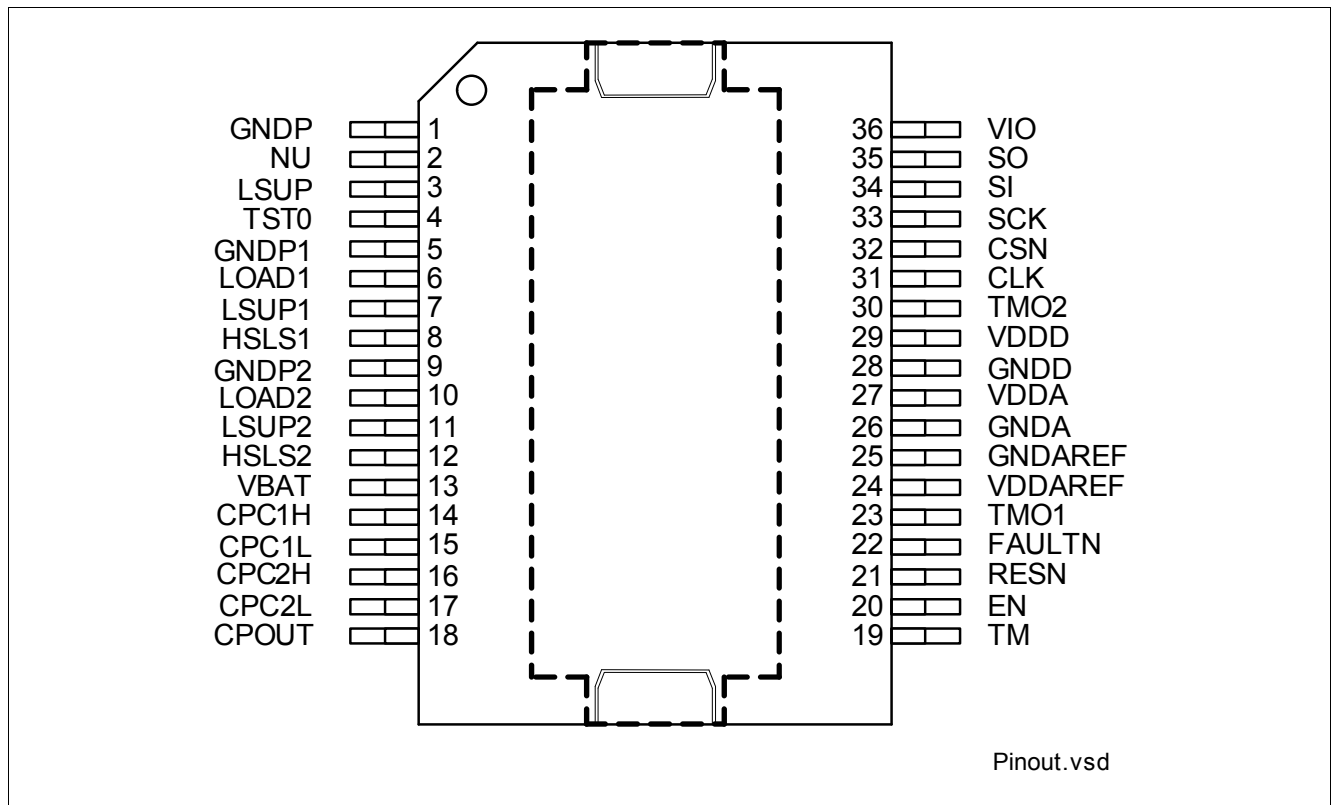 GNDP 1 36 VIO
NU 2 35 SO
LSUP 3 34 SI
TST0 4 33 SCK
GNDP1 5 32 CSN
LOAD1 6 31 CLK
LSUP1 7 30 TMO2
HSLS1 8 29 VDDD
GNDP2 9 28 GNDD
LOAD2 10 27 VDDA
LSUP2 11 26 GNDA
HSLS2 12 25 GNDAREF
VBAT 13 24 VDDAREF
CPC1H 14 23 TMO1
CPC1L 15 22 FAULTN
CPC2H 16 21 RESN
CPC2L 17 20 EN
CPOUT 18 19 TM
Pinout.vsd